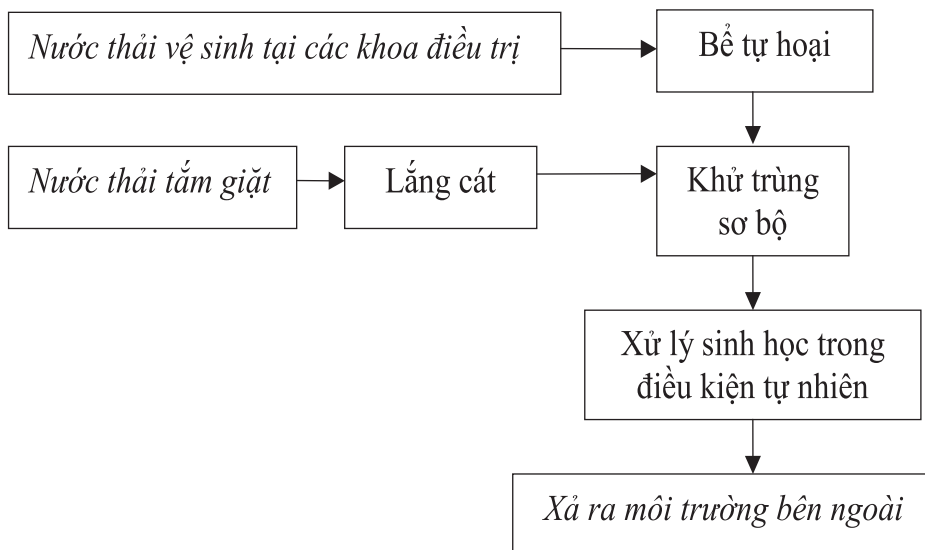 Nước thải vệ sinh tại các khoa điều trị
Bể tự hoại
Nước thải tắm giặt
Lắng cát
Khử trùng
sơ bộ
Xử lý sinh học trong
điều kiện tự nhiên
Xả ra môi trường bên ngoài